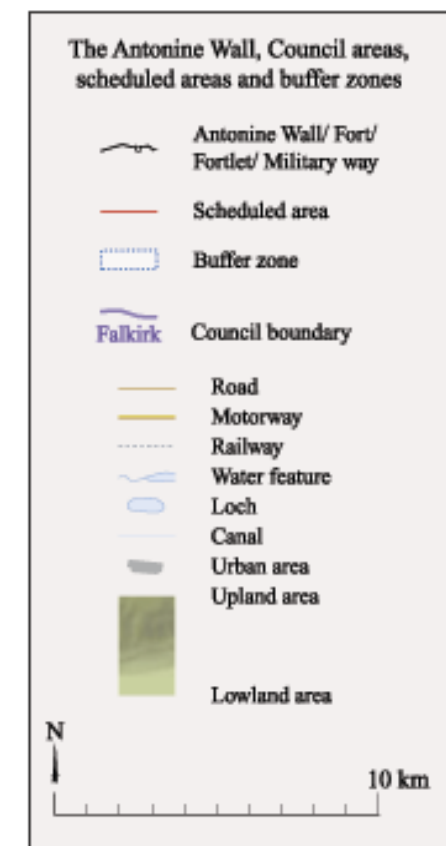 The Antonine Wall, Council areas,
scheduled areas and buffer zones
Antonine Wall/ Fort/
Fortlet/ Military way
Scheduled area
Buffer zone
Falkirk Council boundary
Road
Motorway
Railway
Water feature
Loch
Canal
Urban area
Upland area
Lowland area
N
10 km